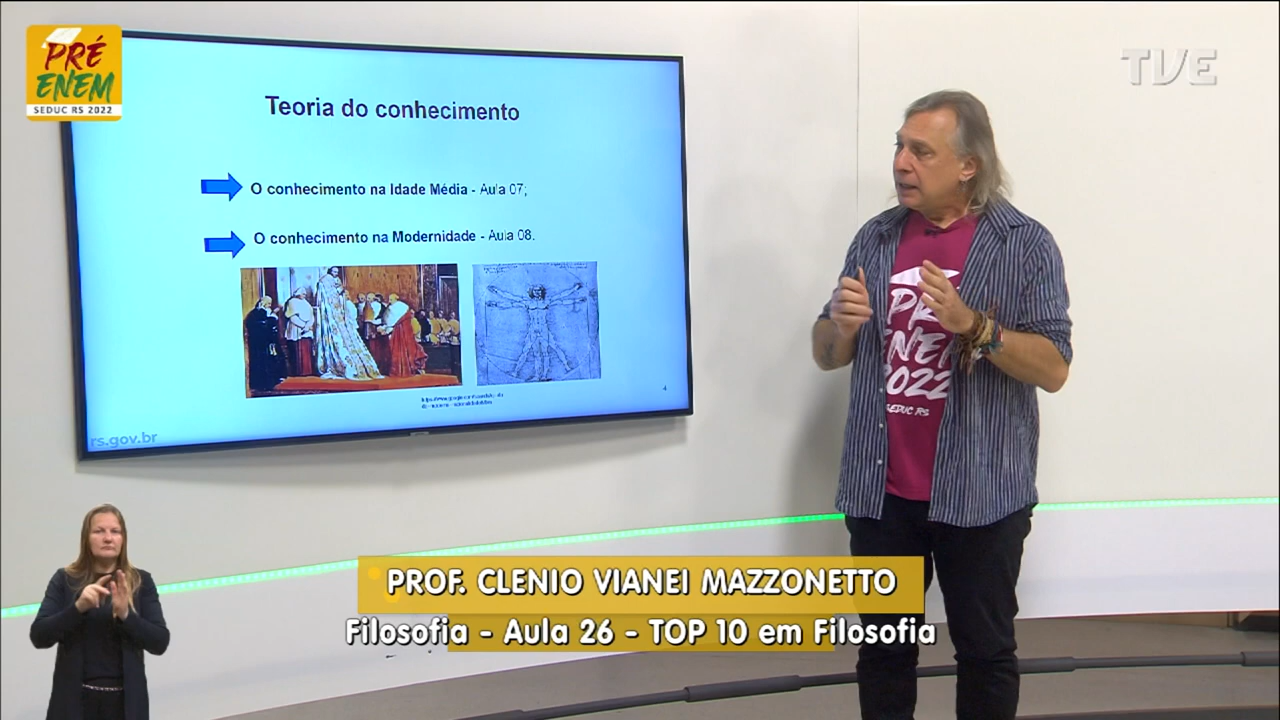 PRÉ
ENEM
SEDUC RS 2022
TVE
Teoria do conhecimento
O conhecimento na Idade Média - Aula 07;
O conhecimento na Modernidade - Aula 08.
4
rs.gov.br
PRÉ
ENEM
2022
SEDUC RS
PROF. CLENIO VIANEI MAZZONETTO
Filosofia - Aula 26 - TOP 10 em Filosofia